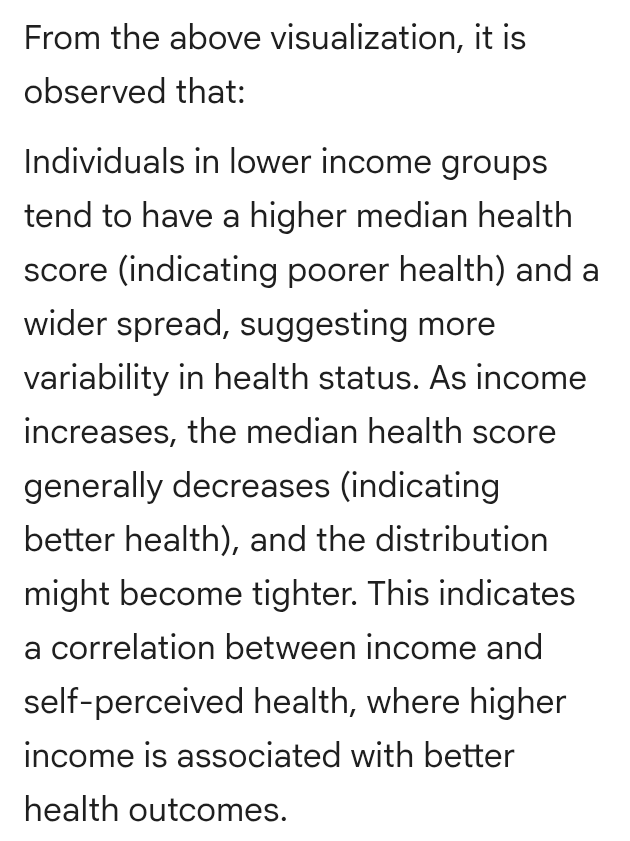 From the above visualization, it is
observed that:
Individuals in lower income groups
tend to have a higher median health
score (indicating poorer health) and a
wider spread, suggesting more
variability in health status. As income
increases, the median health score
generally decreases (indicating
better health), and the distribution
might become tighter. This indicates
a correlation between income and
self-perceived health, where higher
income is associated with better
health outcomes.